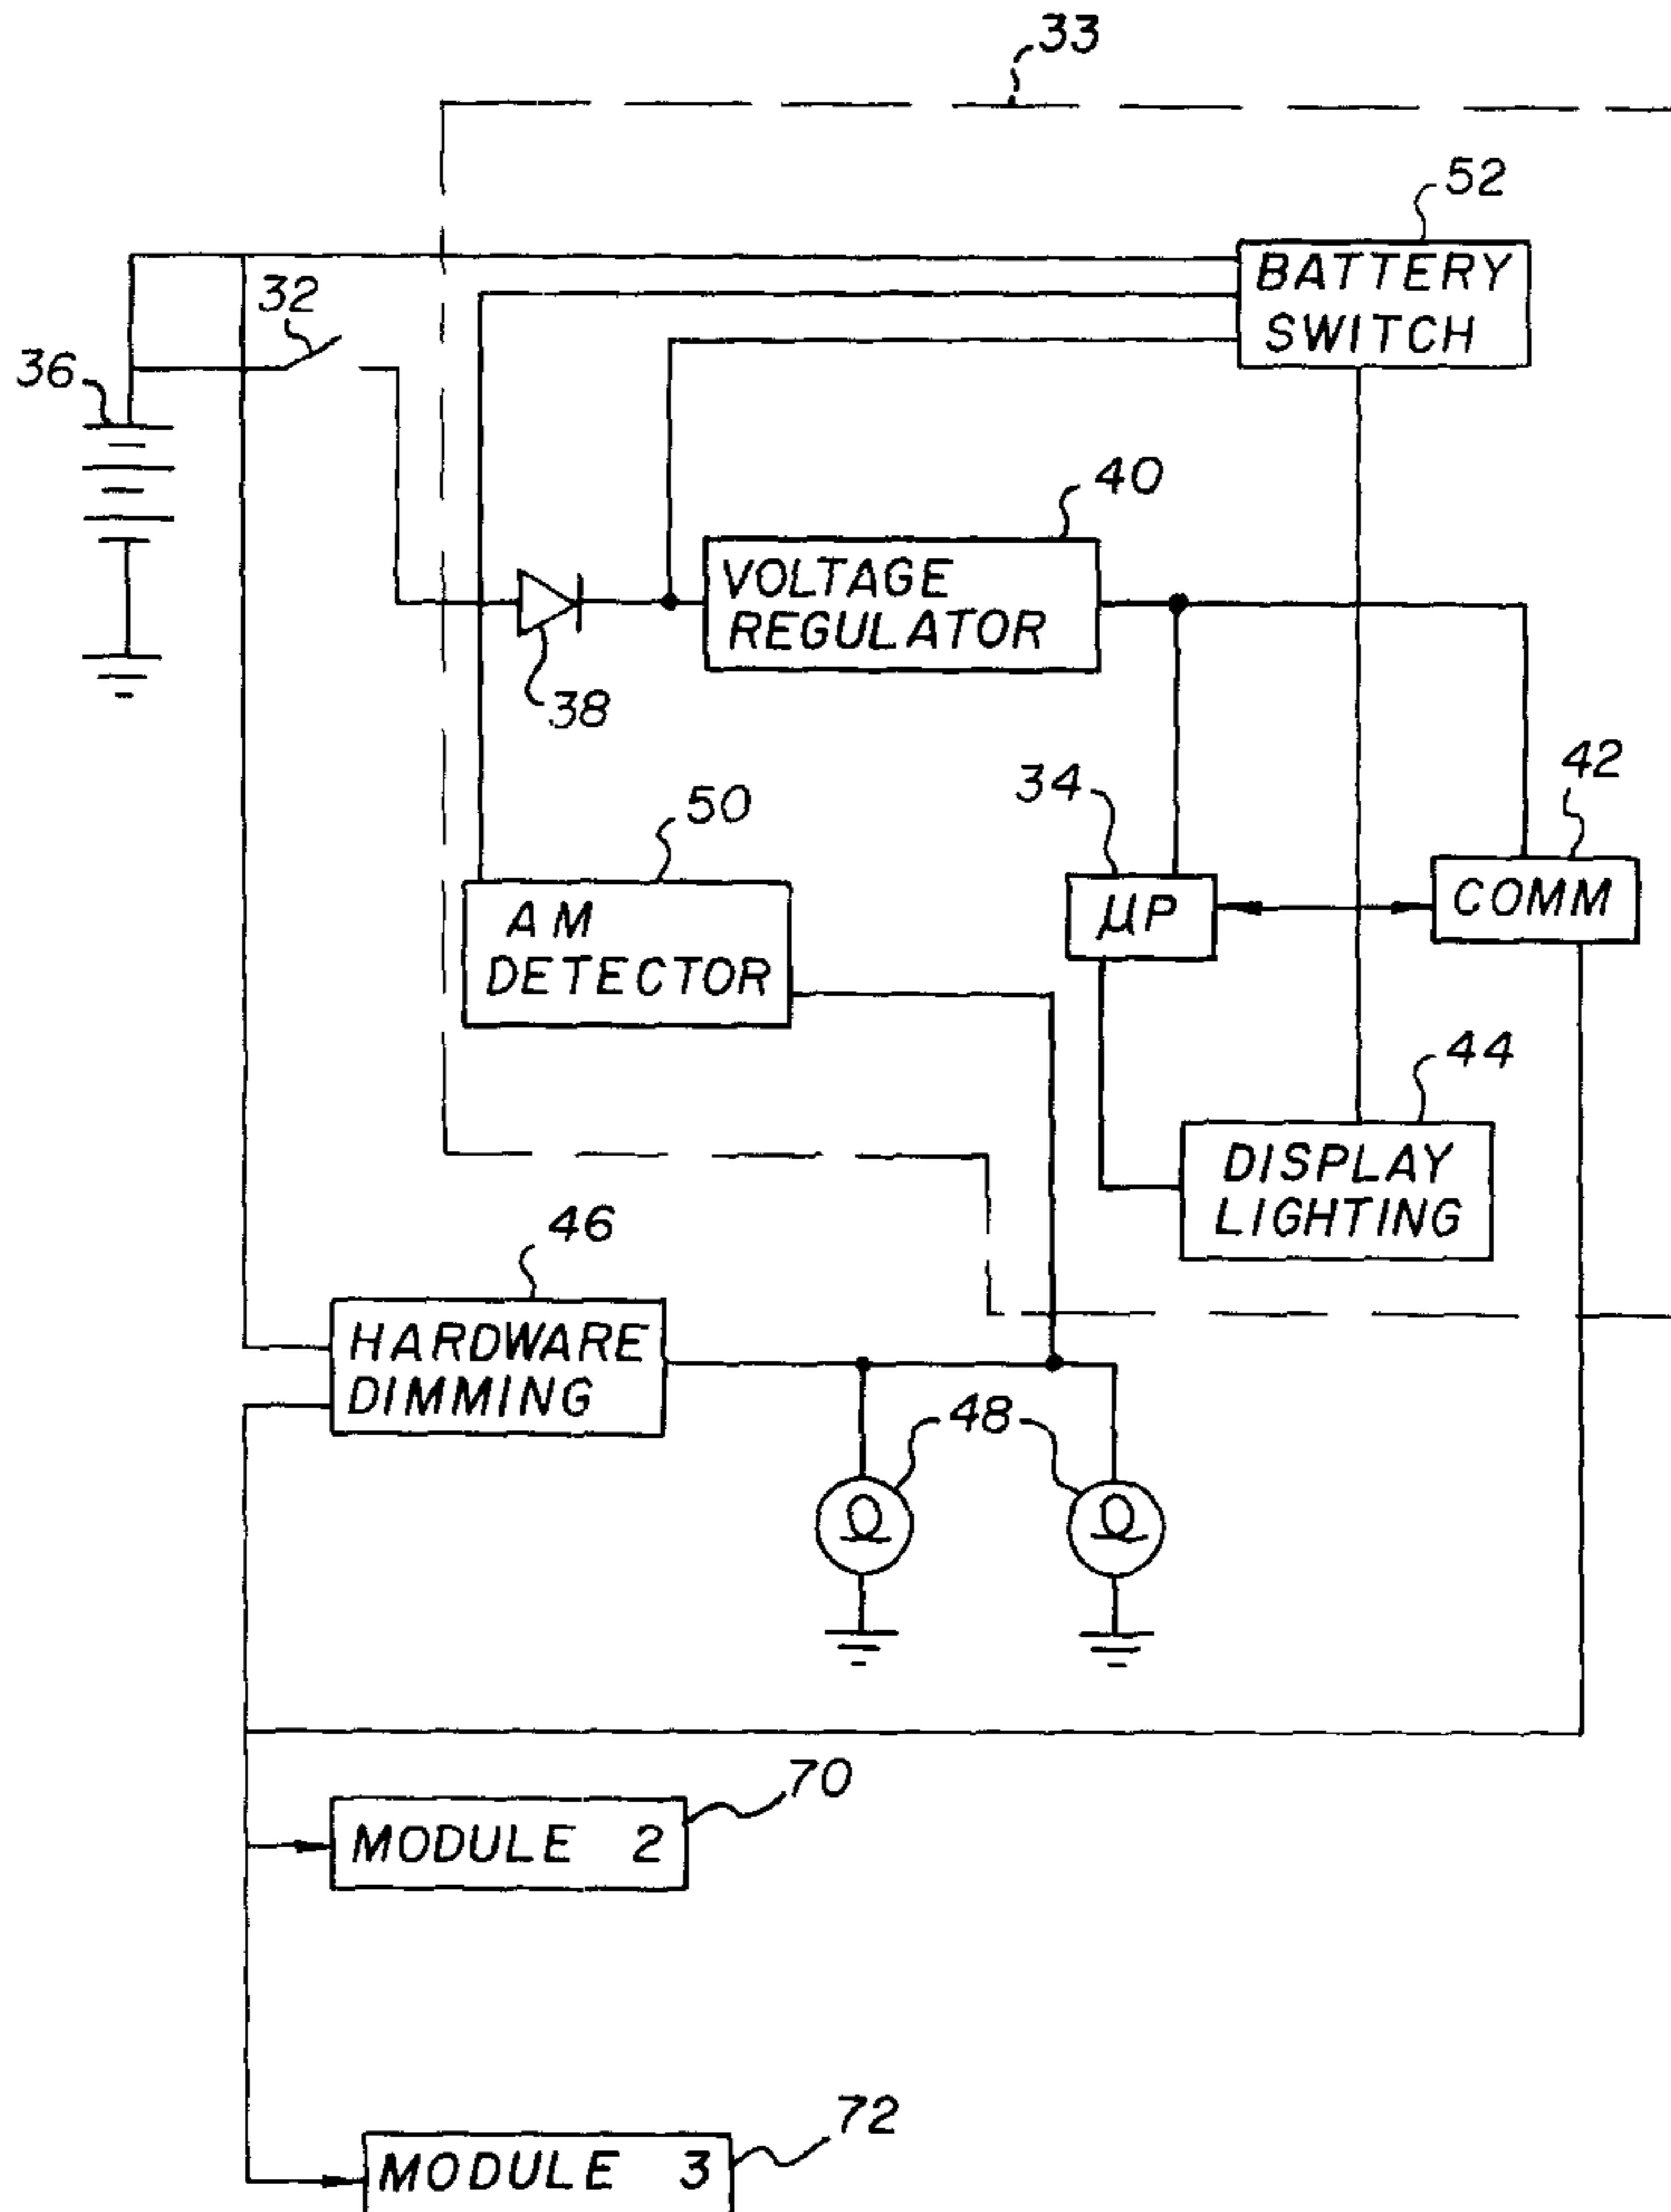 33
52
BATTERY
SWITCH
32
36
40
VOLTAGE
REGULATOR
38
42
34
50
μP
COMM
AM
DETECTOR
44
DISPLAY
LIGHTING
46
HARDWARE
DIMMING
48
70
MODULE 2
72
MODULE 3